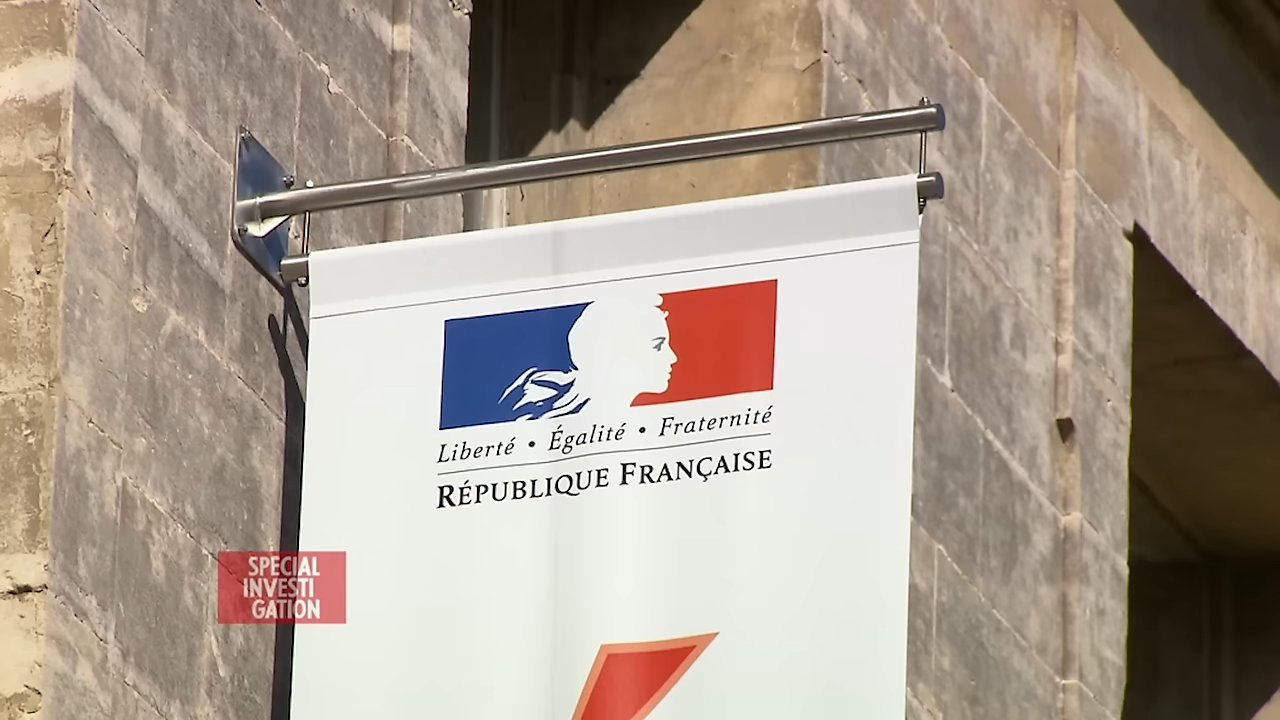 Liberté • Égalité • Fraternité
RÉPUBLIQUE FRANÇAISE
SPECIAL
INVESTI
GATION